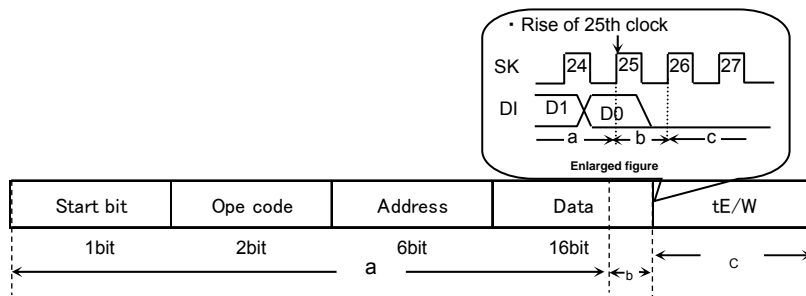 ・ Rise of 25th clock
SK 24 25 26 27
DI D1 D0
a b c
Enlarged figure
Start bit Ope code Address Data tE/W
1bit 2bit 6bit 16bit
a b C